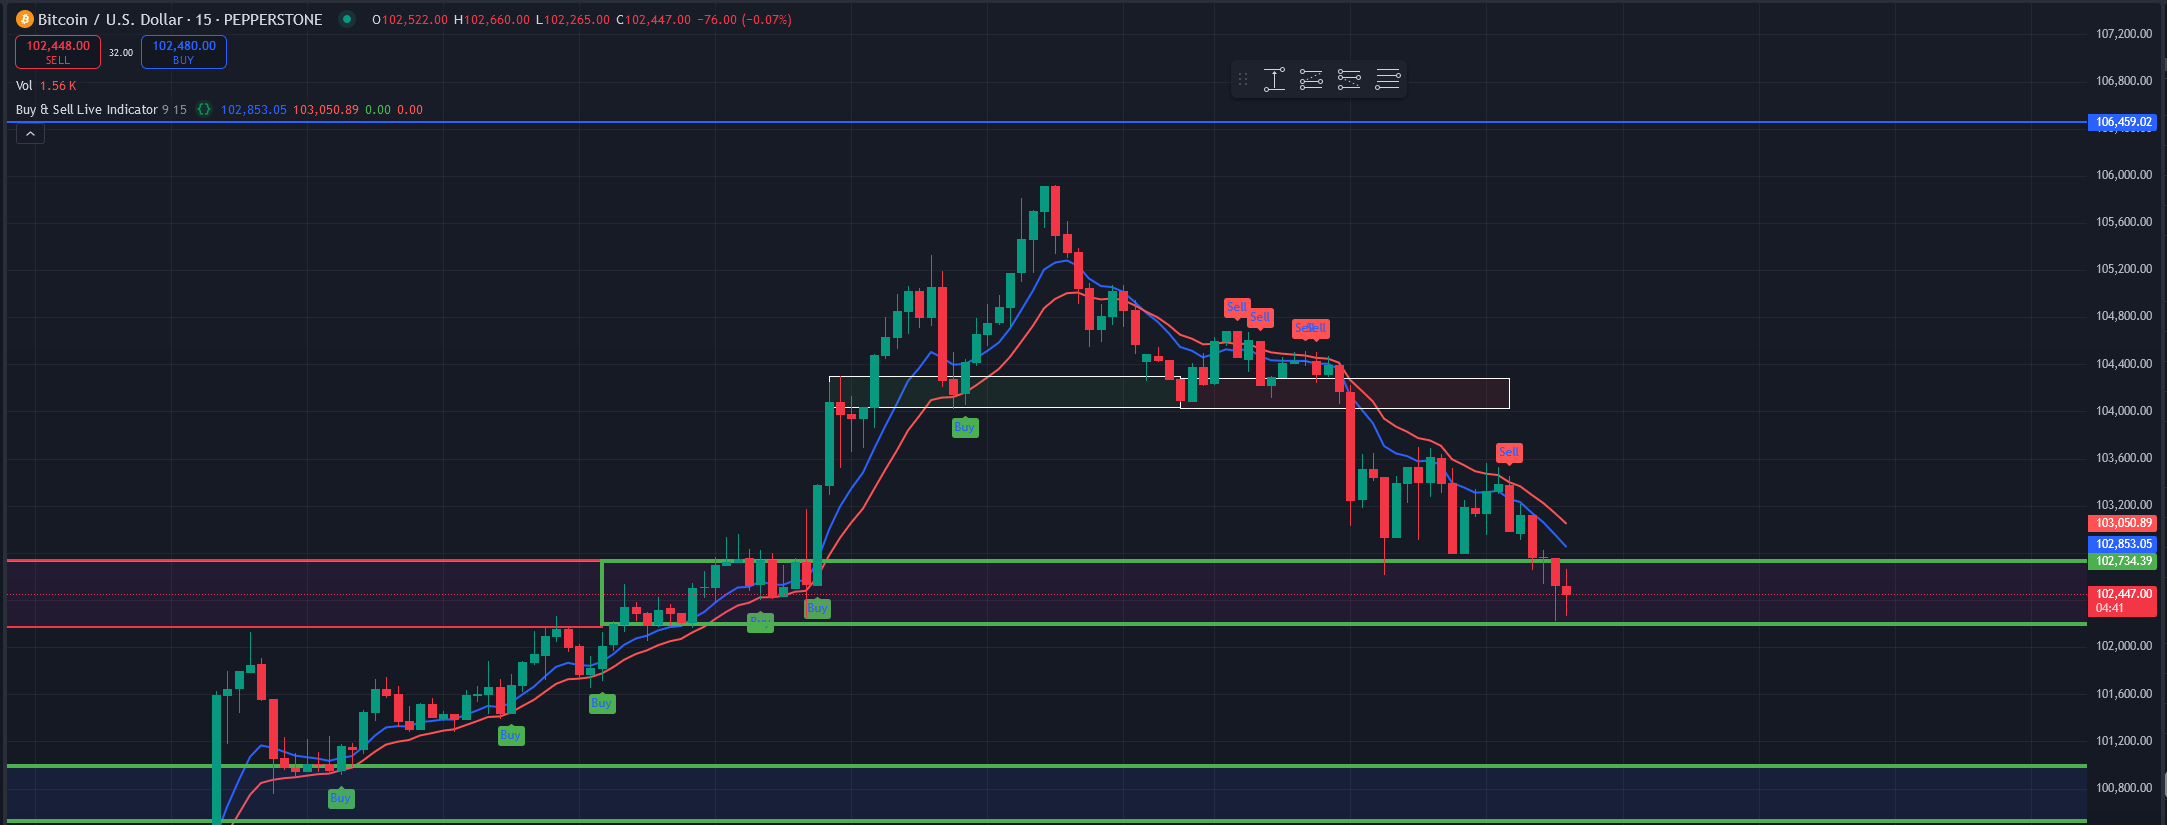 Bitcoin / U.S. Dollar · 15 · PEPPERSTONE O102,522.00 H102,660.00 L102,265.00 C102,447.00 −76.00 (−0.07%)
102,448.00
SELL
32.00
102,480.00
BUY
Vol 1.56 K
Buy & Sell Live Indicator 9 15 {} 102,853.05 103,050.89 0.00 0.00
107,200.00
106,800.00
106,459.02
106,000.00
105,600.00
105,200.00
104,800.00
104,400.00
104,000.00
103,600.00
103,200.00
103,050.89
102,853.05
102,734.39
102,447.00
04:41
102,000.00
101,600.00
101,200.00
100,800.00
Sell
Sell
Sell
Sell
Buy
Sell
Buy
Buy
Buy
Buy
Buy